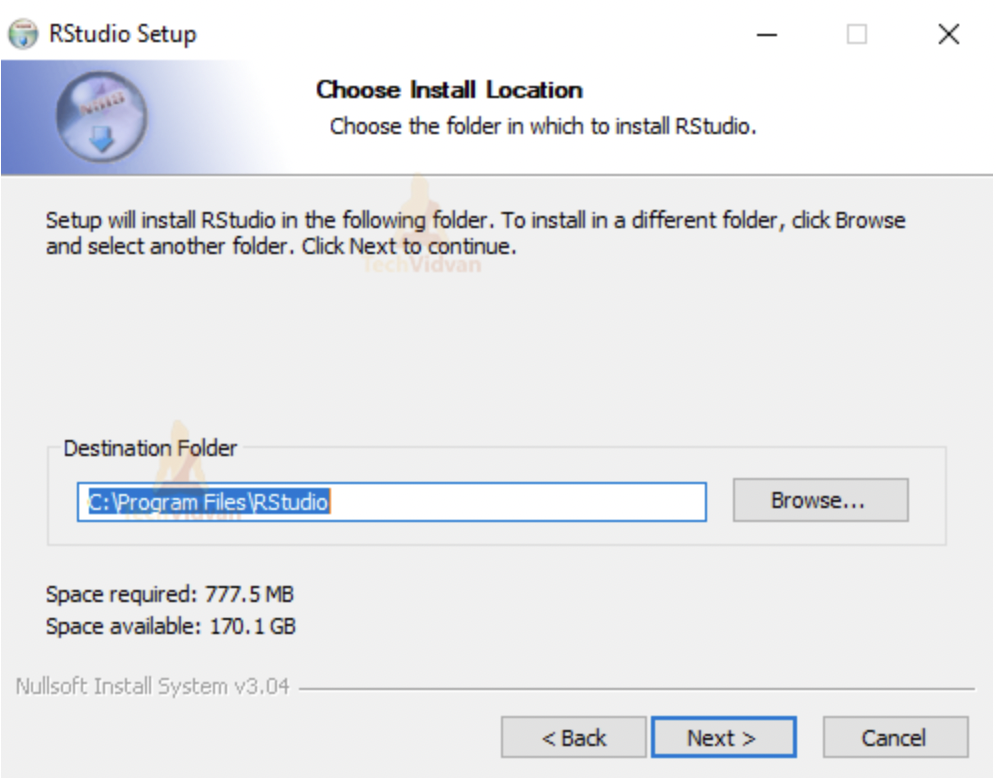 RStudio Setup
Choose Install Location
Choose the folder in which to install RStudio.
Setup will install RStudio in the following folder. To install in a different folder, click Browse
and select another folder. Click Next to continue.
TechVidvan
Destination Folder
C:\Program Files\RStudio
Browse...
TechVidvan
Space required: 777.5 MB
Space available: 170.1 GB
Nullsoft Install System v3.04
< Back
Next >
Cancel